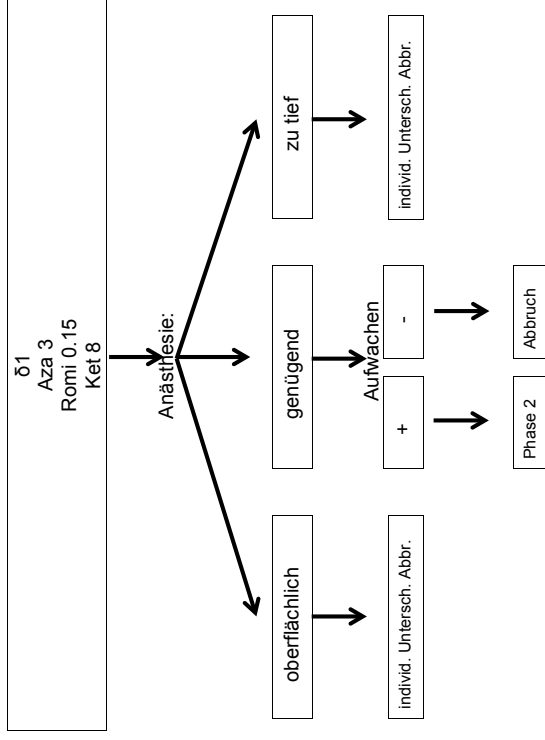 δ1
Aza 3
Romi 0.15
Ket 8
Anästhesie:
oberflächlich
genügend
zu tief
individ. Untersch. Abbr.
Aufwachen
+
-
individ. Untersch. Abbr.
Phase 2
Abbruch